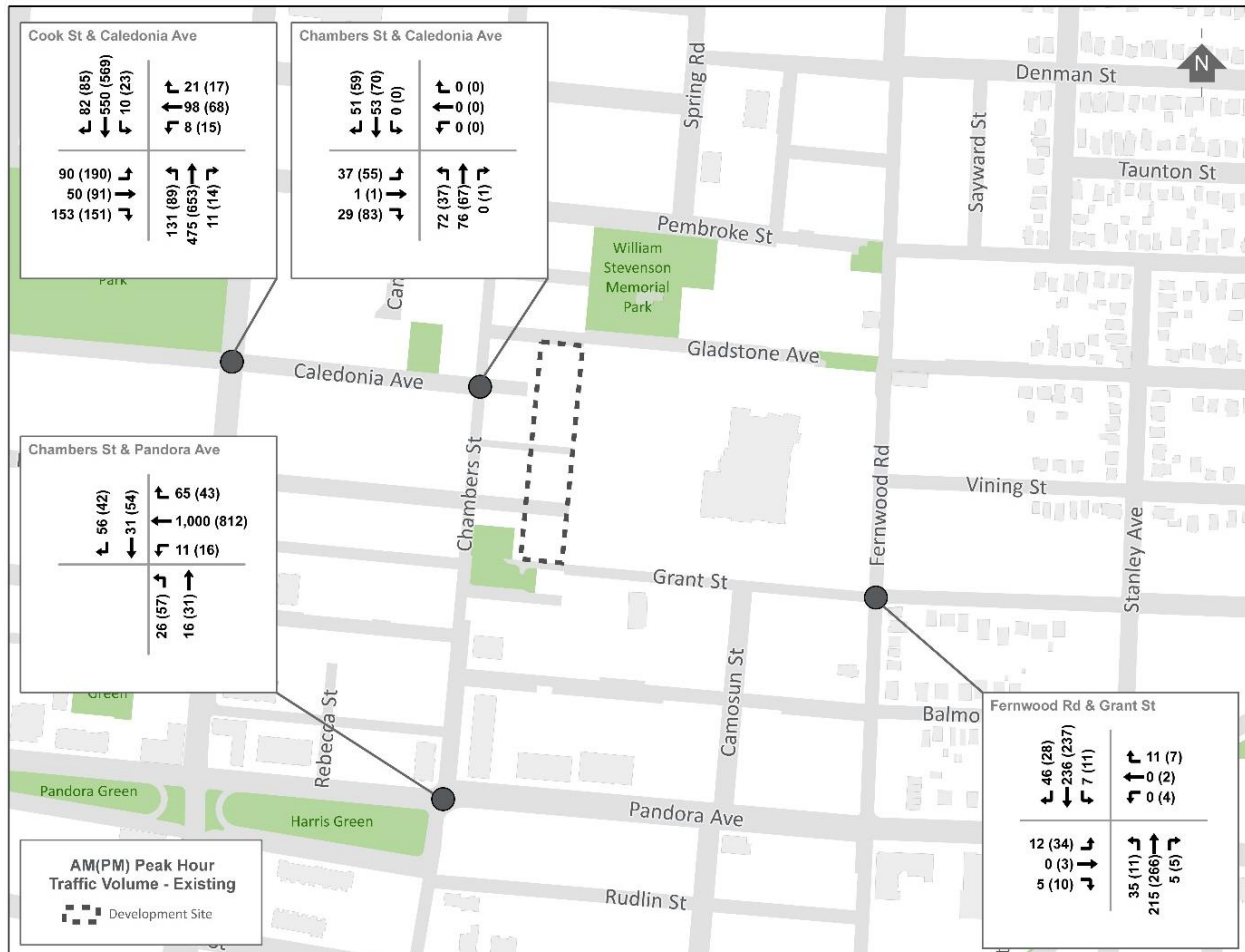 Cook St & Caledonia Ave
82 (85)
550 (569)
10 (23)
21 (17)
98 (68)
8 (15)
90 (190)
50 (91)
153 (151)
131 (89)
475 (653)
11 (14)
Chambers St & Caledonia Ave
51 (59)
53 (70)
0 (0)
0 (0)
0 (0)
0 (0)
37 (55)
1 (1)
29 (83)
72 (37)
76 (67)
0 (1)
Spring Rd
N
Denman St
Sayward St
Taunton St
Pembroke St
William
Stevenson
Memorial
Park
Park
Gladstone Ave
Caledonia Ave
Chambers St & Pandora Ave
56 (42)
31 (54)
65 (43)
1,000 (812)
11 (16)
26 (57)
16 (31)
Chambers St
Fernwood Rd
Vining St
Stanley Ave
Grant St
Camosun St
Green
Rebecca St
Fernwood Rd & Grant St
46 (28)
236 (237)
7 (11)
11 (7)
0 (2)
0 (4)
12 (34)
0 (3)
5 (10)
35 (11)
215 (266)
5 (5)
Balmo
Pandora Green
Harris Green
Pandora Ave
Rudlin St
AM(PM) Peak Hour
Traffic Volume - Existing
Development Site